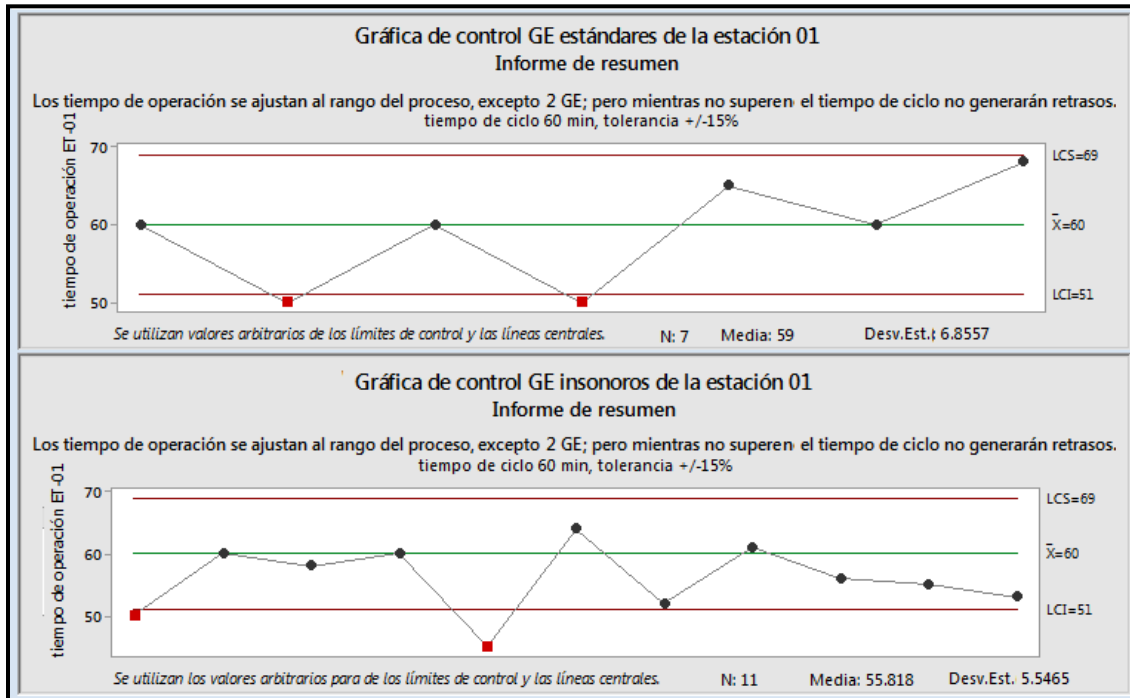 Gráfica de control GE estándares de la estación 01
Informe de resumen
Los tiempo de operación se ajustan al rango del proceso, excepto 2 GE; pero mientras no superen el tiempo de ciclo no generarán retrasos.
tiempo de ciclo 60 min, tolerancia +/-15%
tiempo de operación ET-01
70
60
50
LCS=69
X̄=60
LCI=51
Se utilizan valores arbitrarios de los límites de control y las líneas centrales.
N: 7 Media: 59 Desv.Est.: 6.8557
Gráfica de control GE insonoros de la estación 01
Informe de resumen
Los tiempo de operación se ajustan al rango del proceso, excepto 2 GE; pero mientras no superen el tiempo de ciclo no generarán retrasos.
tiempo de ciclo 60 min, tolerancia +/-15%
tiempo de operación ET-01
70
60
50
LCS=69
X̄=60
LCI=51
Se utilizan los valores arbitrarios para de los límites de control y las líneas centrales.
N: 11 Media: 55.818 Desv.Est. 5.5465